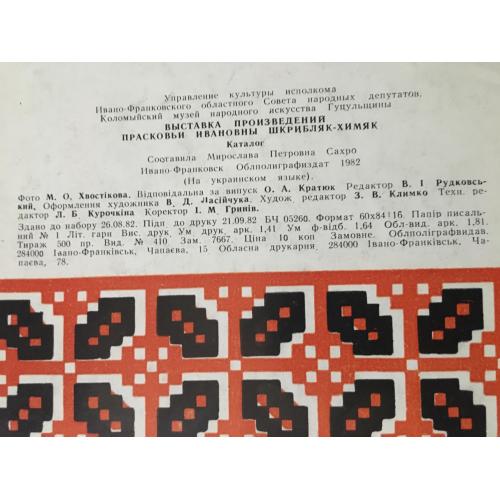 Управление культуры исполкома
Ивано-Франковского областного Совета народных депутатов.
Коломыйский музей народного искусства Гуцульщины
ВЫСТАВКА ПРОИЗВЕДЕНИЙ
ПРАСКОВЬИ ИВАНОВНЫ ШКРИБЛЯК-ХИМЯК
Каталог
Составила Мирослава Петровна Сахро
Ивано-Франковск Облполиграфиздат 1982
(На украинском языке).
Фото М. О. Хвостікова. Відповідальна за випуск О. А. Кратюк Редактор В. І Рудковсь-
кий, Оформлення художника В. Д. Ласійчука. Худож редактор З. В. Климко Техн. ре-
дактор Л. Б. Курочкіна Коректор І. М. Гринів.
Здано до набору 26.08.82. Підп до друку 21.09.82 БЧ 05260. Формат 60х84|16. Папір писаль-
ний № 1 Літ. гарн Вис. друк Ум друк. арк. 1,41 Ум ф-відб. 1,64 Обл-вид. арк. 1,81.
Тираж 500 пр. Вид. № 410 Зам. 7667. Ціна 10 коп Замовне. Облполіграфвидав.
284000 Івано-Франківськ, Чапаєва, 15 Обласна друкарня. 284000 Івано-Франківськ, Ча-
паєва, 78.